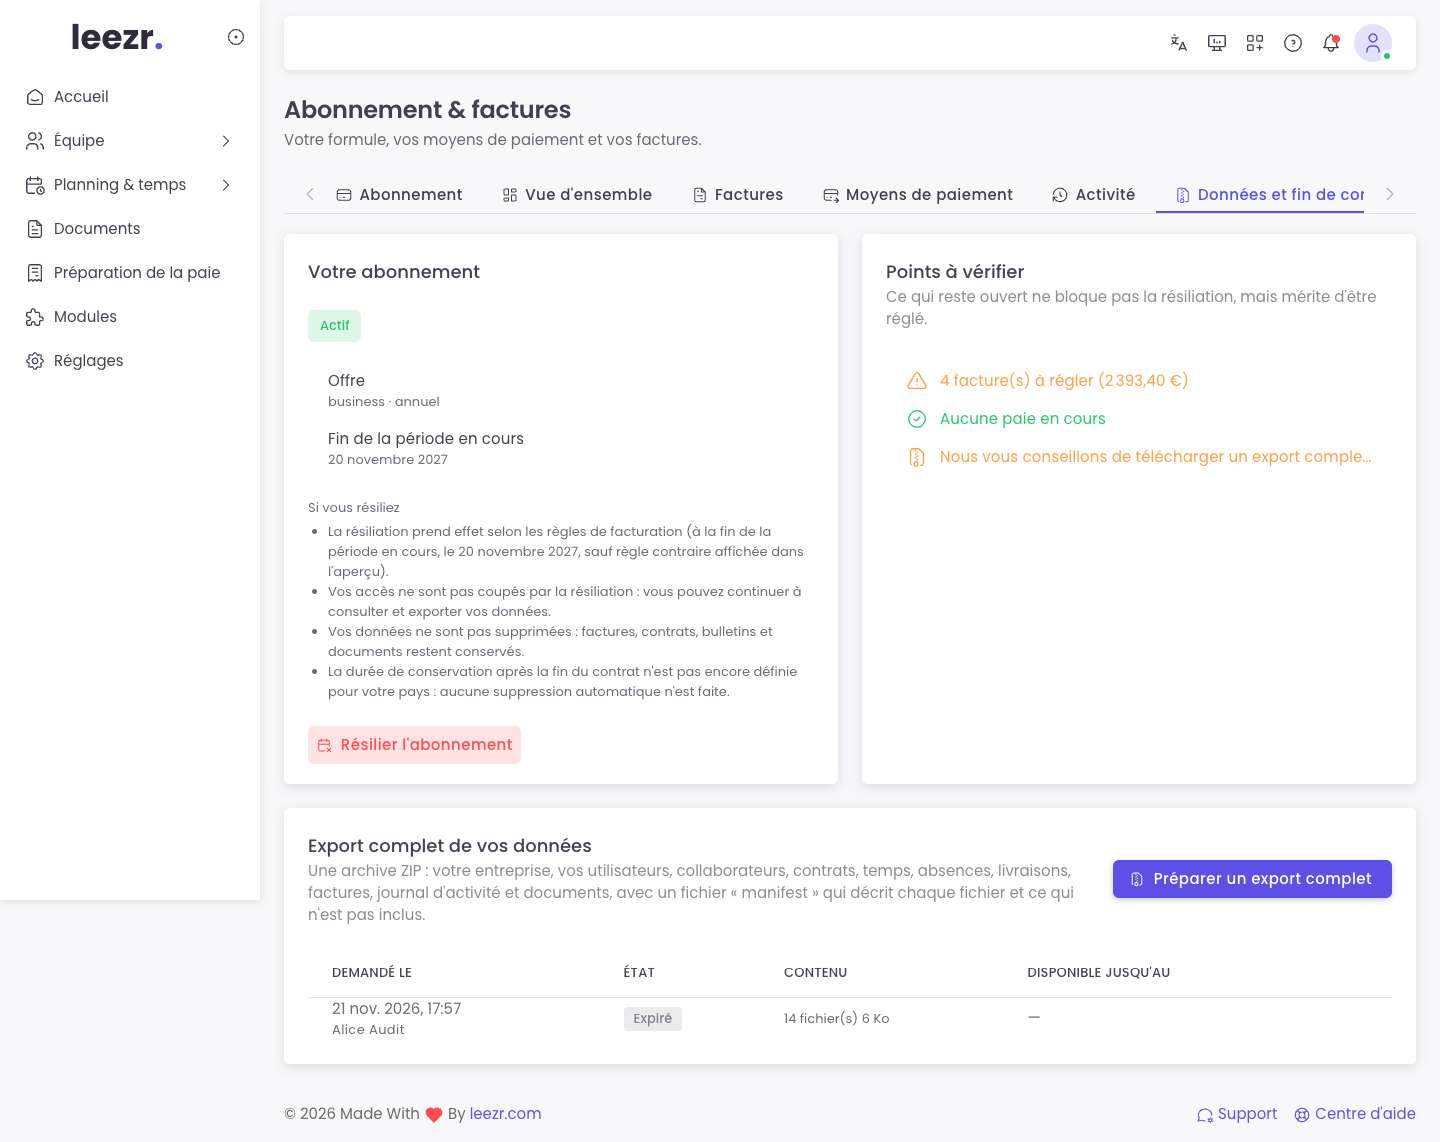 leezr.
Accueil
Équipe
Planning & temps
Documents
Préparation de la paie
Modules
Réglages
Abonnement & factures
Votre formule, vos moyens de paiement et vos factures.
Abonnement
Vue d'ensemble
Factures
Moyens de paiement
Activité
Données et fin de cor
Votre abonnement
Actif
Offre
business · annuel
Fin de la période en cours
20 novembre 2027
Si vous résiliez
La résiliation prend effet selon les règles de facturation (à la fin de la
période en cours, le 20 novembre 2027, sauf règle contraire affichée dans
l'aperçu).
Vos accès ne sont pas coupés par la résiliation : vous pouvez continuer à
consulter et exporter vos données.
Vos données ne sont pas supprimées : factures, contrats, bulletins et
documents restent conservés.
La durée de conservation après la fin du contrat n'est pas encore définie
pour votre pays : aucune suppression automatique n'est faite.
Résilier l'abonnement
Points à vérifier
Ce qui reste ouvert ne bloque pas la résiliation, mais mérite d'être
réglé.
4 facture(s) à régler (2 393,40 €)
Aucune paie en cours
Nous vous conseillons de télécharger un export comple...
Export complet de vos données
Une archive ZIP : votre entreprise, vos utilisateurs, collaborateurs, contrats, temps, absences, livraisons,
factures, journal d'activité et documents, avec un fichier « manifest » qui décrit chaque fichier et ce qui
n'est pas inclus.
Préparer un export complet
DEMANDÉ LE ÉTAT CONTENU DISPONIBLE JUSQU'AU
21 nov. 2026, 17:57 Expiré 14 fichier(s) 6 Ko —
Alice Audit
© 2026 Made With By leezr.com
Support
Centre d'aide